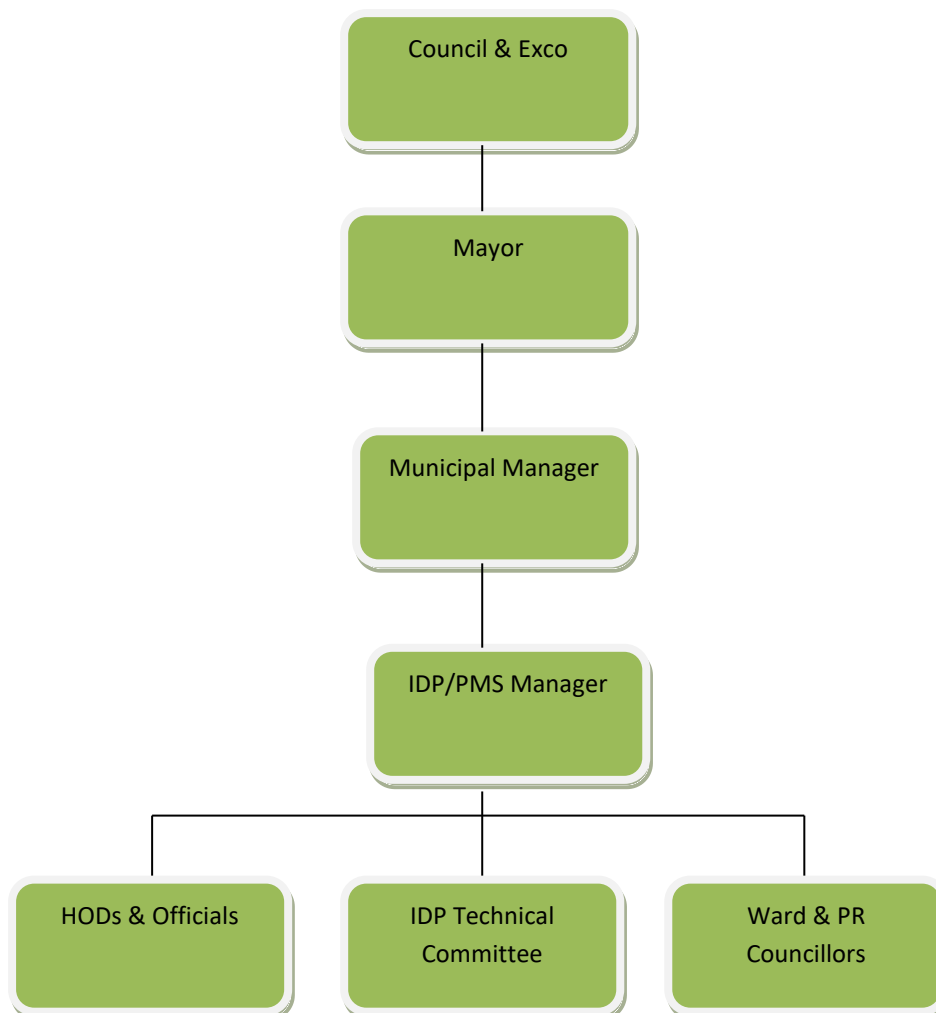 Council & Exco
Mayor
Municipal Manager
IDP/PMS Manager
HODs & Officials
IDP Technical
Committee
Ward & PR
Councillors